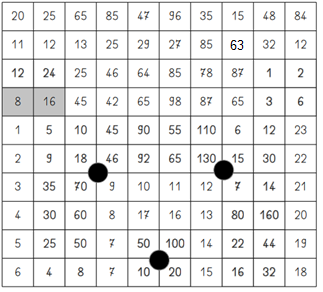 20 25 65 85 47 96 35 15 48 84
11 12 13 25 29 27 85 63 32 12
12 24 25 46 64 85 78 87 1 2
8 16 45 42 65 98 87 65 3 6
1 5 10 45 90 55 110 6 12 23
2 9 18 46 92 65 130 15 30 22
3 35 70 9 10 11 12 7 14 21
4 30 60 8 17 16 13 80 160 20
5 25 50 7 50 100 14 22 44 19
6 4 8 7 10 20 15 16 32 18